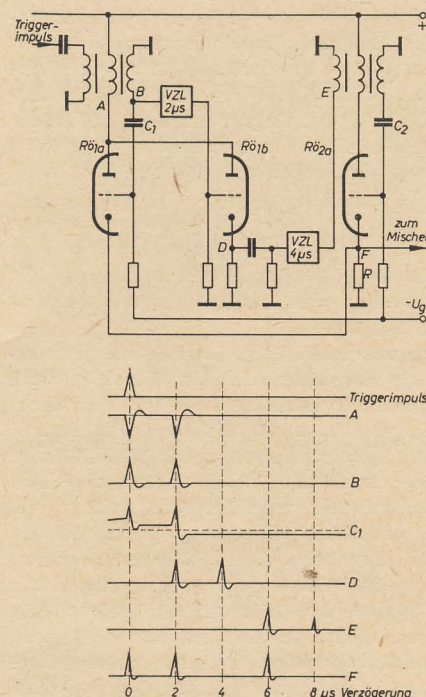 Trigger-
impuls
+
A
B
E
VZL
2µs
C1
C2
Rö1a
Rö1b
Rö2a
D
VZL
4µs
zum
Mischer
F
R
-Ug
Triggerimpuls
A
B
C1
D
E
F
0 2 4 6 8 µs Verzögerung